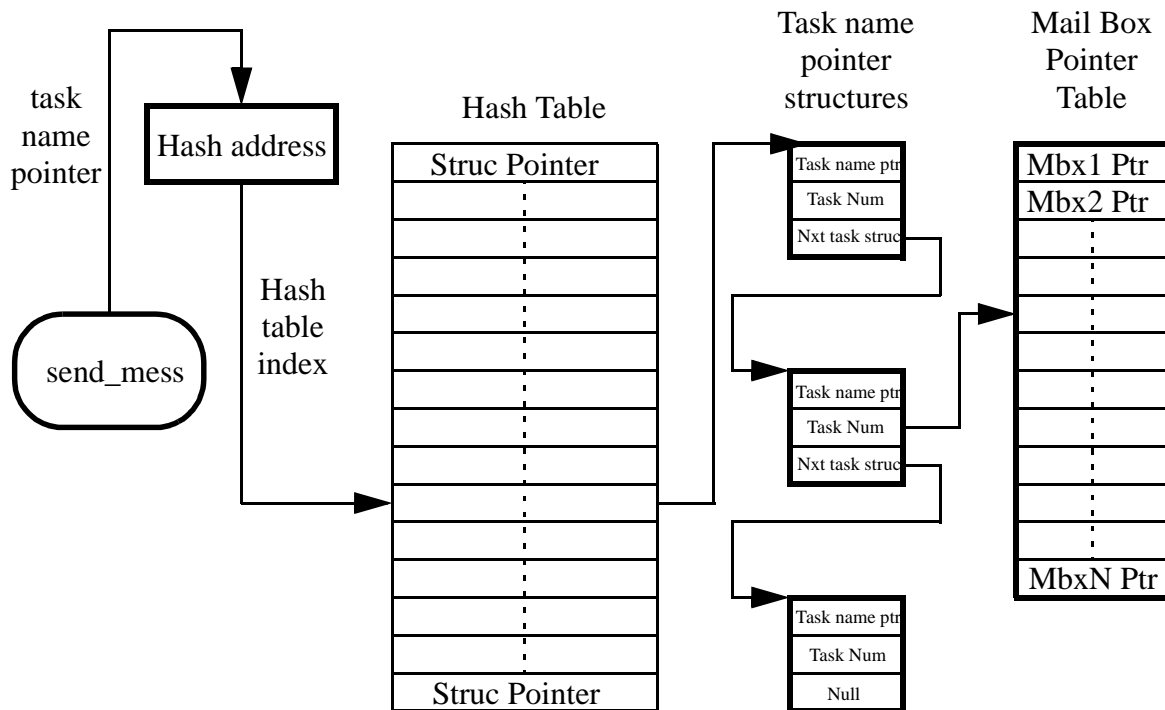 task
name
pointer
Hash address
send_mess
Hash
table
index
Hash Table
Struc Pointer
Struc Pointer
Task name
pointer
structures
Task name ptr
Task Num
Nxt task struc
Task name ptr
Task Num
Nxt task struc
Task name ptr
Task Num
Null
Mail Box
Pointer
Table
Mbx1 Ptr
Mbx2 Ptr
MbxN Ptr